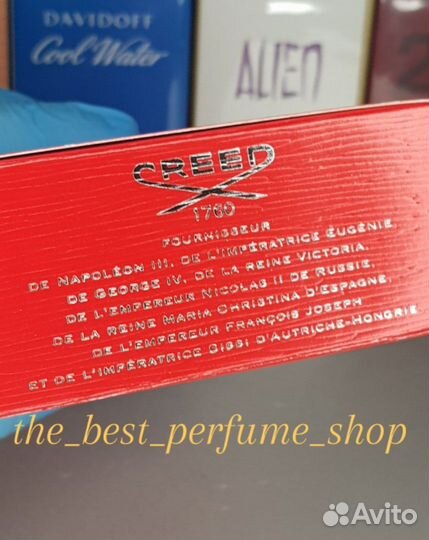 DAVIDOFF
Cool Water
ALIEN
CREED
1760
FOURNISSEUR
DE NAPOLÉON III, DE L'IMPÉRATRICE EUGÉNIE
DE GEORGE IV, DE LA REINE VICTORIA,
DE L'EMPEREUR NICOLAS II DE RUSSIE,
DE LA REINE MARIA CHRISTINA D'ESPAGNE,
DE L'EMPEREUR FRANÇOIS JOSEPH
ET DE L'IMPÉRATRICE SISSI D'AUTRICHE-HONGRIE
the_best_perfume_shop
Avito